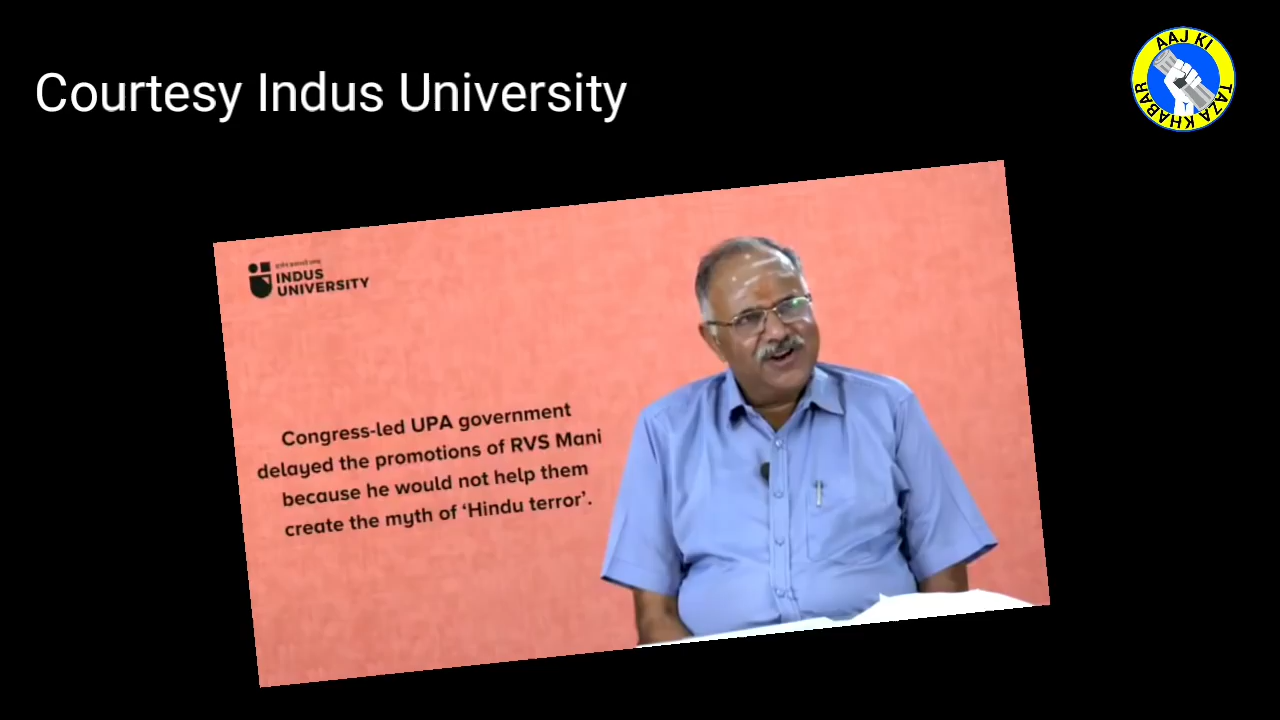 Courtesy Indus University
AAJ KI
TAZA KHABAR
INDUS
UNIVERSITY
Congress-led UPA government
delayed the promotions of RVS Mani
because he would not help them
create the myth of ‘Hindu terror’.